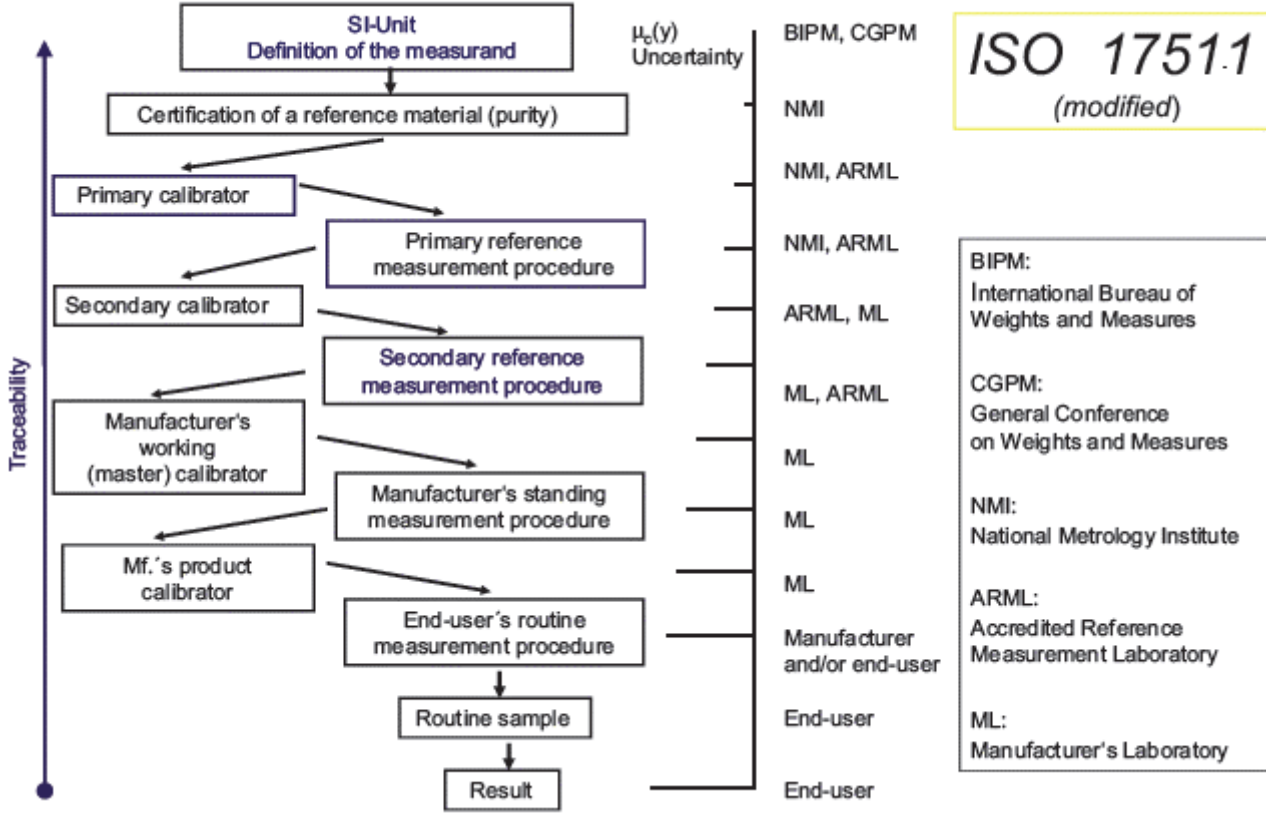 SI-Unit
Definition of the measurand
Certification of a reference material (purity)
Primary calibrator
Primary reference
measurement procedure
Secondary calibrator
Secondary reference
measurement procedure
Manufacturer's
working
(master) calibrator
Manufacturer's standing
measurement procedure
Mf.´s product
calibrator
End-user´s routine
measurement procedure
Routine sample
Result
Traceability
μc(y)
Uncertainty
BIPM, CGPM
NMI
NMI, ARML
NMI, ARML
ARML, ML
ML, ARML
ML
ML
ML
Manufacturer
and/or end-user
End-user
End-user
ISO 1751.1
(modified)
BIPM:
International Bureau of
Weights and Measures
CGPM:
General Conference
on Weights and Measures
NMI:
National Metrology Institute
ARML:
Accredited Reference
Measurement Laboratory
ML:
Manufacturer's Laboratory